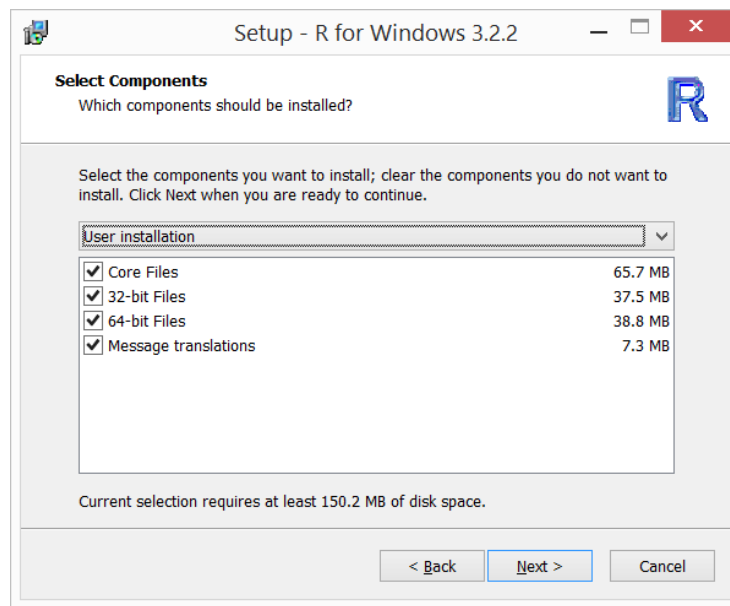 Setup - R for Windows 3.2.2
Select Components
Which components should be installed?
R
Select the components you want to install; clear the components you do not want to
install. Click Next when you are ready to continue.
User installation
Core Files 65.7 MB
32-bit Files 37.5 MB
64-bit Files 38.8 MB
Message translations 7.3 MB
Current selection requires at least 150.2 MB of disk space.
< Back Next > Cancel